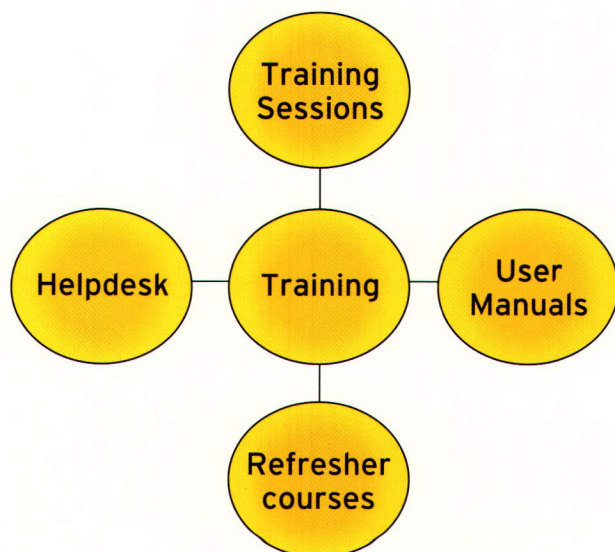 Training
Sessions
Helpdesk
Training
User
Manuals
Refresher
courses